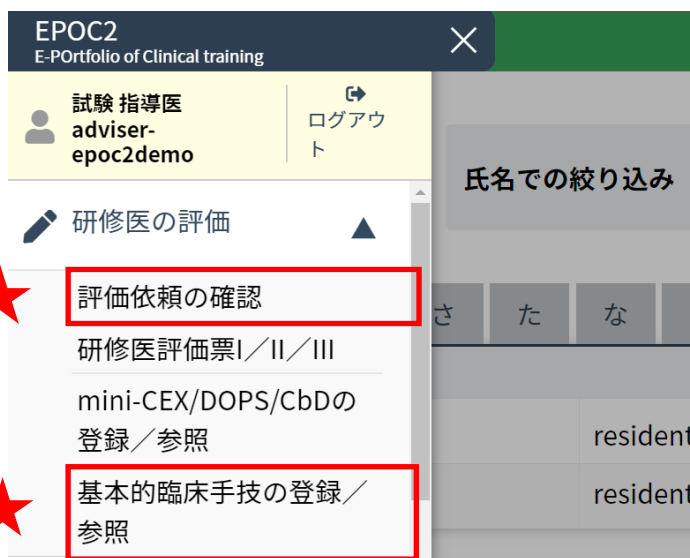 EPOC2
E-POrtfolio of Clinical training
試験 指導医
adviser-
epoc2demo
ログアウ
ト
氏名での絞り込み
研修医の評価
評価依頼の確認
さ
た
な
研修医評価票I／II／III
mini-CEX/DOPS/CbDの
登録／参照
resident
基本的臨床手技の登録／
参照
resident